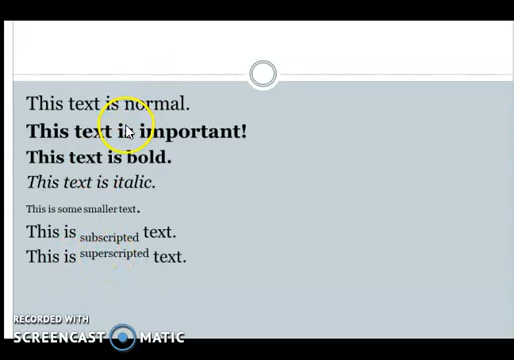 This text is normal.
This text is important!
This text is bold.
This text is italic.
This is some smaller text.
This is subscripted text.
This is superscripted text.
RECORDED WITH
SCREENCAST MATIC